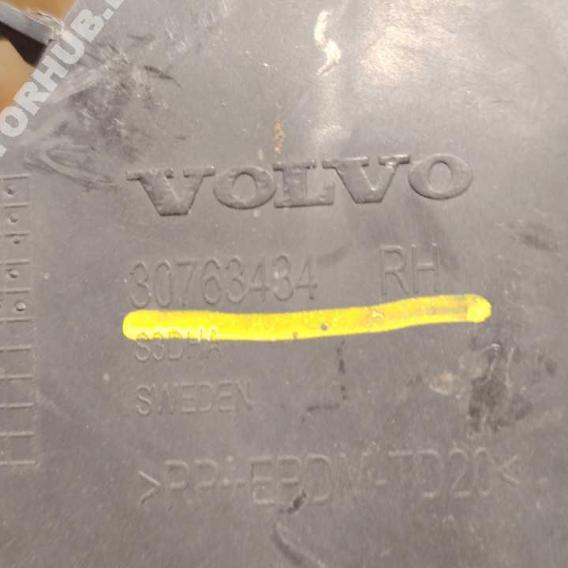 VOLVO
30763434 RH
S3DHA
SWEDEN
>PP+EPDM-TD20<